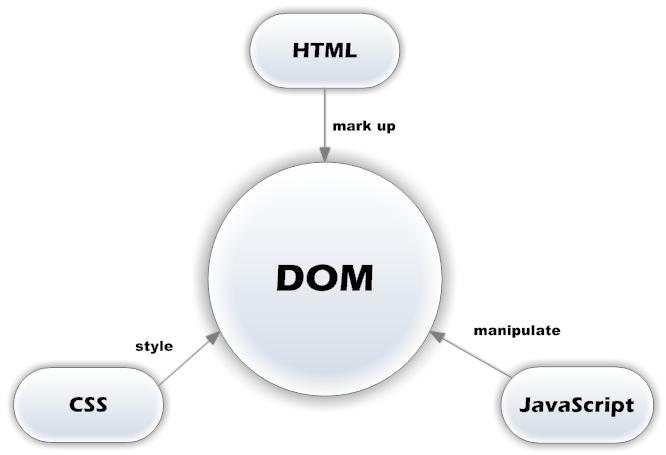 HTML
mark up
DOM
style
manipulate
CSS
JavaScript